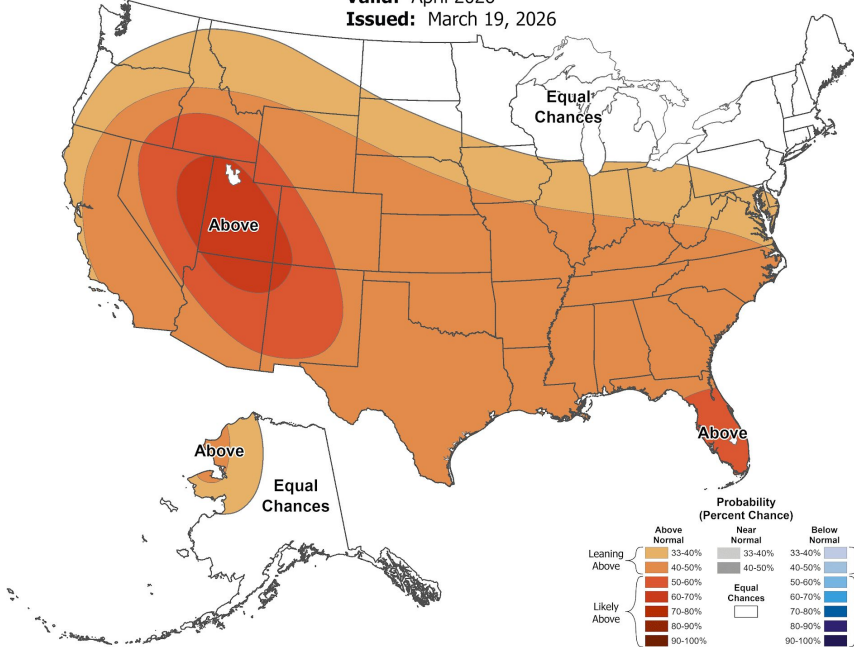 Valid: April 2026
Issued: March 19, 2026
Equal
Chances
Above
Above
Above
Equal
Chances
Probability
(Percent Chance)
Above
Normal
Near
Normal
Below
Normal
Leaning
Above
33-40% 33-40% 33-40%
40-50% 40-50% 40-50%
Likely
Above
50-60% 50-60%
60-70% 60-70%
70-80% 70-80%
80-90% 80-90%
90-100% 90-100%
Equal
Chances